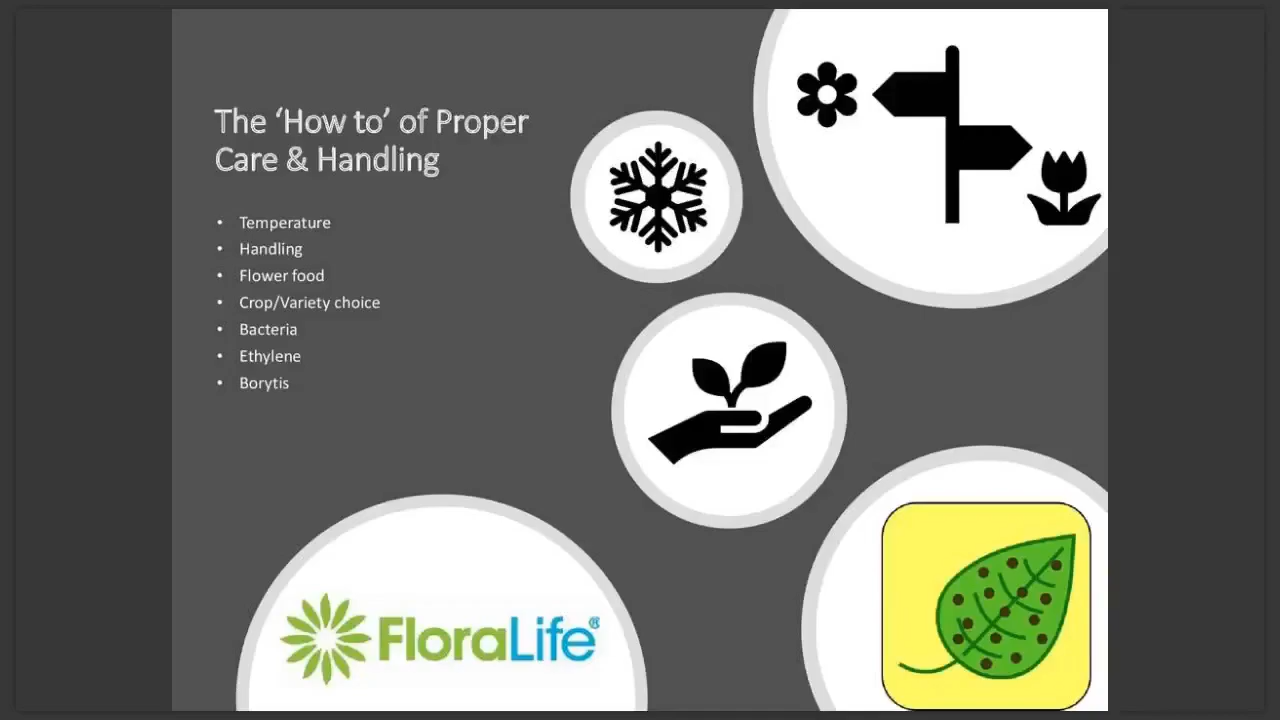 The ‘How to’ of Proper
Care & Handling
• Temperature
• Handling
• Flower food
• Crop/Variety choice
• Bacteria
• Ethylene
• Borytis
FloraLife®